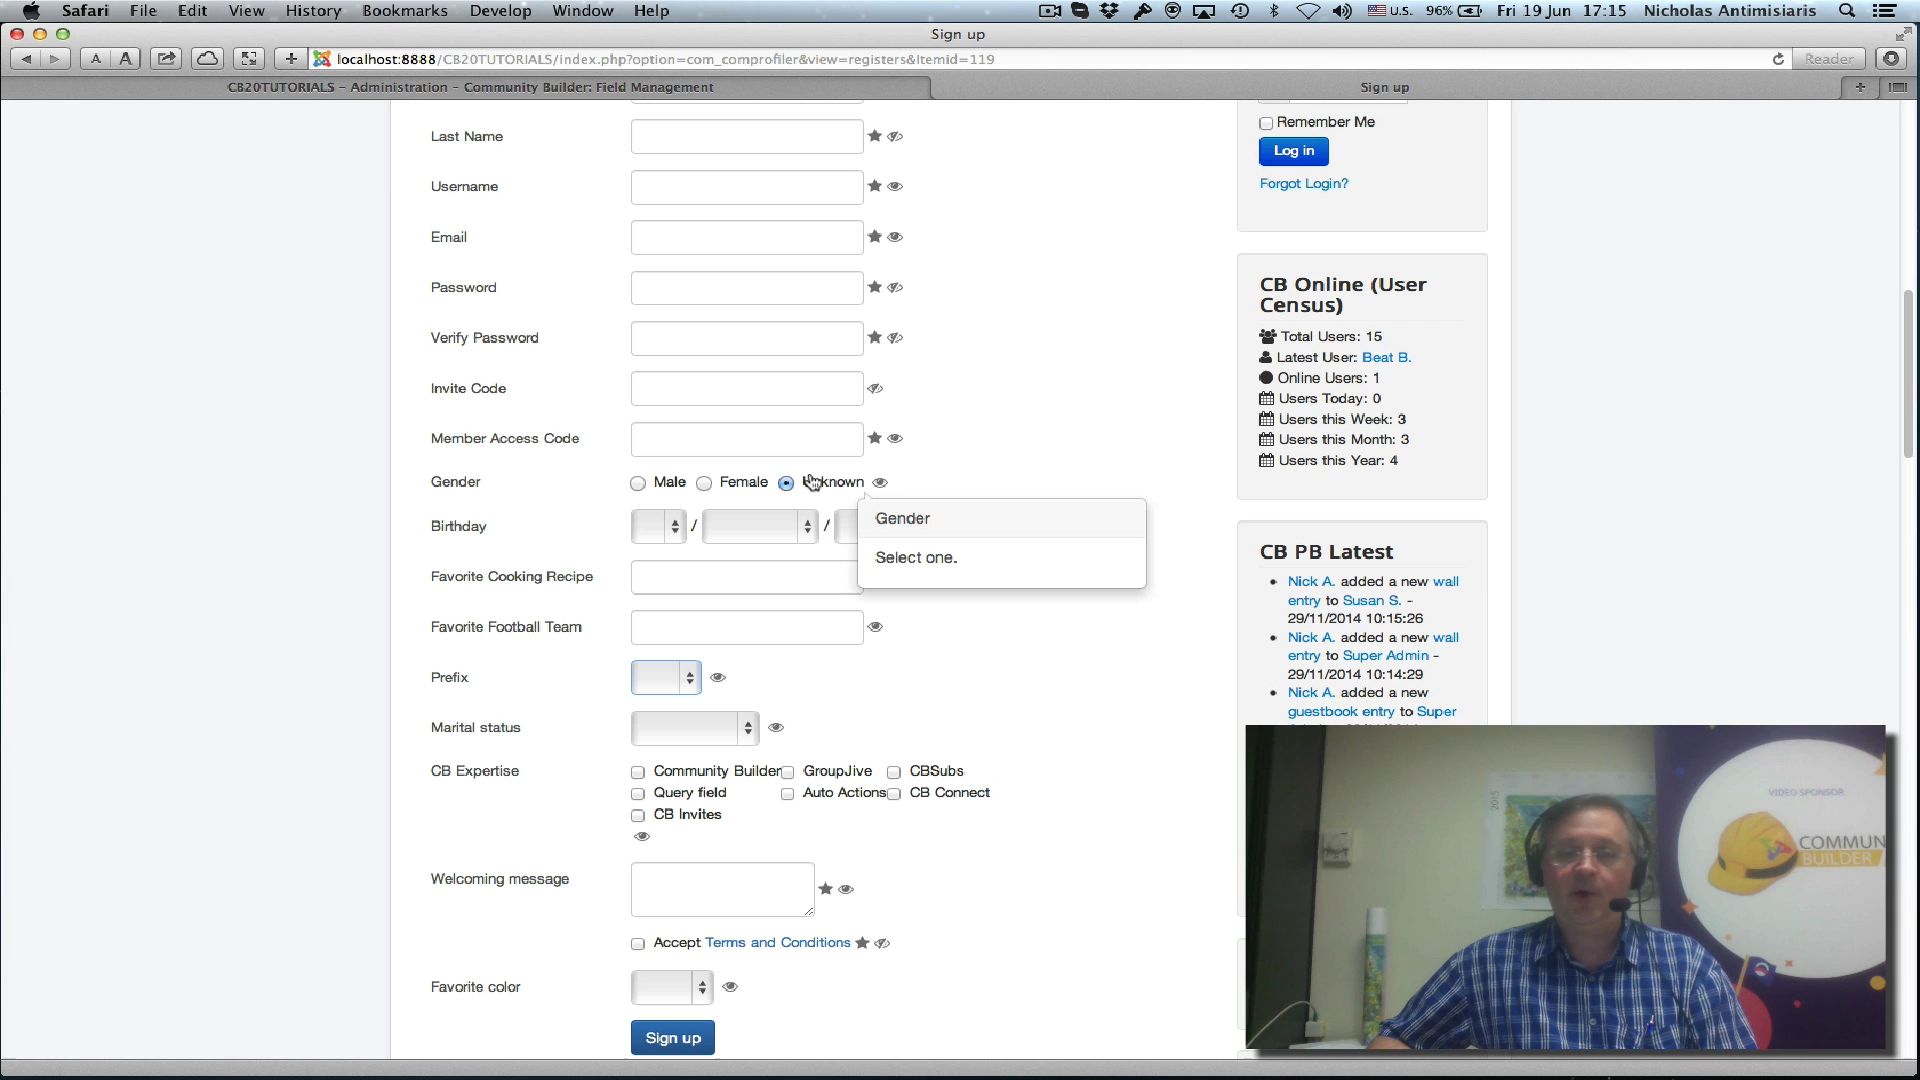 Safari File Edit View History Bookmarks Develop Window Help U.S. 96% Fri 19 Jun 17:15 Nicholas Antimisiaris
Sign up
A A + localhost:8888/CB20TUTORIALS/index.php?option=com_comprofiler&view=registers&Itemid=119 Reader
CB20TUTORIALS – Administration – Community Builder: Field Management
Sign up
Last Name
Username
Email
Password
Verify Password
Invite Code
Member Access Code
Gender Male Female Unknown
Gender
Select one.
Birthday / /
Favorite Cooking Recipe
Favorite Football Team
Prefix
Marital status
CB Expertise Community Builder GroupJive CBSubs
Query field Auto Actions CB Connect
CB Invites
Welcoming message
Accept Terms and Conditions
Favorite color
Sign up
Remember Me
Log in
Forgot Login?
CB Online (User
Census)
Total Users: 15
Latest User: Beat B.
Online Users: 1
Users Today: 0
Users this Week: 3
Users this Month: 3
Users this Year: 4
CB PB Latest
Nick A. added a new wall
entry to Susan S. -
29/11/2014 10:15:26
Nick A. added a new wall
entry to Super Admin -
29/11/2014 10:14:29
Nick A. added a new
guestbook entry to Super
2015
VIDEO SPONSOR
COMMUN
BUILDER